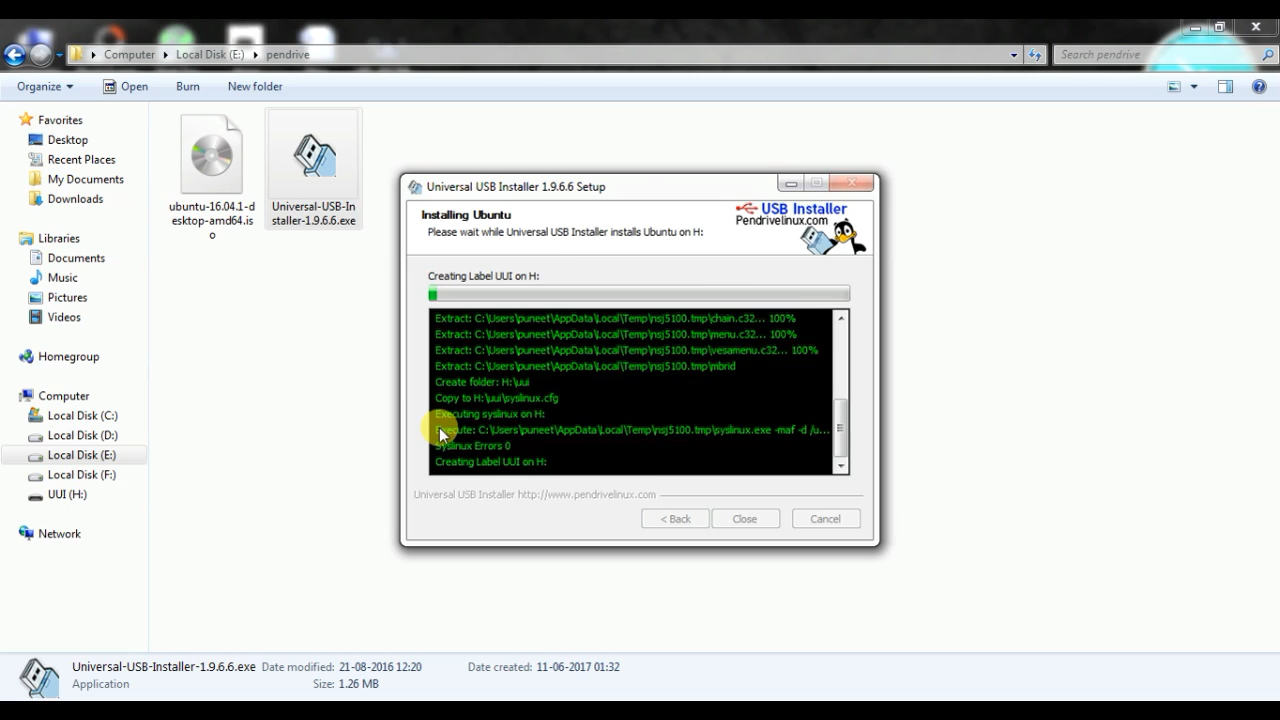 Computer
Local Disk (E:)
pendrive
Search pendrive
Organize
Open
Burn
New folder
Favorites
Desktop
Recent Places
My Documents
Downloads
Libraries
Documents
Music
Pictures
Videos
Homegroup
Computer
Local Disk (C:)
Local Disk (D:)
Local Disk (E:)
Local Disk (F:)
UUI (H:)
Network
ubuntu-16.04.1-d
esktop-amd64.is
o
Universal-USB-In
staller-1.9.6.6.exe
Universal USB Installer 1.9.6.6 Setup
Installing Ubuntu
Please wait while Universal USB Installer installs Ubuntu on H:
USB Installer
Pendrivelinux.com
Creating Label UUI on H:
Extract: C:\Users\puneet\AppData\Local\Temp\nsj5100.tmp\chain.c32... 100%
Extract: C:\Users\puneet\AppData\Local\Temp\nsj5100.tmp\menu.c32... 100%
Extract: C:\Users\puneet\AppData\Local\Temp\nsj5100.tmp\vesamenu.c32... 100%
Extract: C:\Users\puneet\AppData\Local\Temp\nsj5100.tmp\mbrid
Create folder: H:\uui
Copy to H:\uui\syslinux.cfg
Executing syslinux on H:
Execute: C:\Users\puneet\AppData\Local\Temp\nsj5100.tmp\syslinux.exe -maf -d /u...
Syslinux Errors 0
Creating Label UUI on H:
Universal USB Installer http://www.pendrivelinux.com
< Back
Close
Cancel
Universal-USB-Installer-1.9.6.6.exe
Date modified: 21-08-2016 12:20
Date created: 11-06-2017 01:32
Application
Size: 1.26 MB